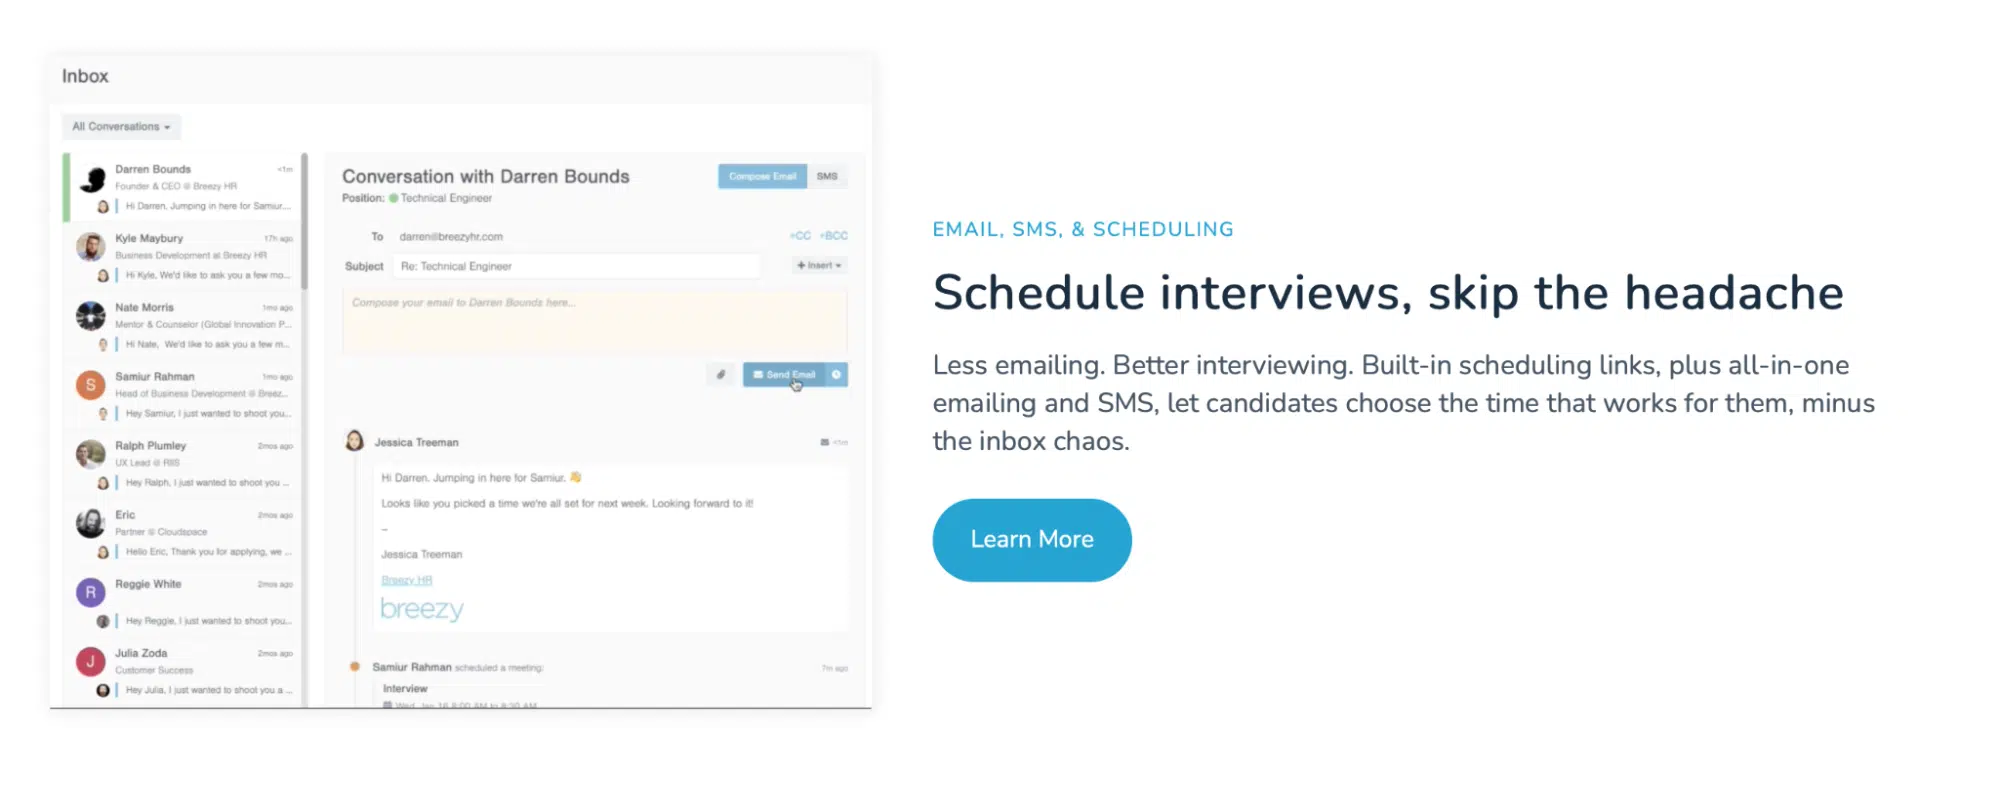 Inbox
All Conversations
Darren Bounds <1m
Founder & CEO @ Breezy HR
Hi Darren. Jumping in here for Samiur....
Kyle Maybury 17h ago
Business Development at Breezy HR
Hi Kyle, We'd like to ask you a few mo...
Nate Morris 1mo ago
Mentor & Counselor (Global Innovation P...
Hi Nate, We'd like to ask you a few m...
S
Samiur Rahman 1mo ago
Head of Business Development @ Breez...
Hey Samiur, I just wanted to shoot you...
Ralph Plumley 2mos ago
UX Lead @ RIIS
Hey Ralph, I just wanted to shoot you ...
Eric 2mos ago
Partner @ Cloudspace
Hello Eric, Thank you for applying, we ...
R
Reggie White 2mos ago
Hey Reggie, I just wanted to shoot you...
J
Julia Zoda 2mos ago
Customer Success
Hey Julia, I just wanted to shoot you a ...
Conversation with Darren Bounds
Compose Email SMS
Position: Technical Engineer
To darren@breezyhr.com +CC +BCC
Subject Re: Technical Engineer + Insert
Compose your email to Darren Bounds here...
Send Email
Jessica Treeman <1m
Hi Darren. Jumping in here for Samiur. 👋
Looks like you picked a time we're all set for next week. Looking forward to it!
--
Jessica Treeman
Breezy HR
breezy
Samiur Rahman scheduled a meeting: 7m ago
Interview
Wed, Jan 16 8:00 AM to 8:30 AM
EMAIL, SMS, & SCHEDULING
Schedule interviews, skip the headache
Less emailing. Better interviewing. Built-in scheduling links, plus all-in-one
emailing and SMS, let candidates choose the time that works for them, minus
the inbox chaos.
Learn More